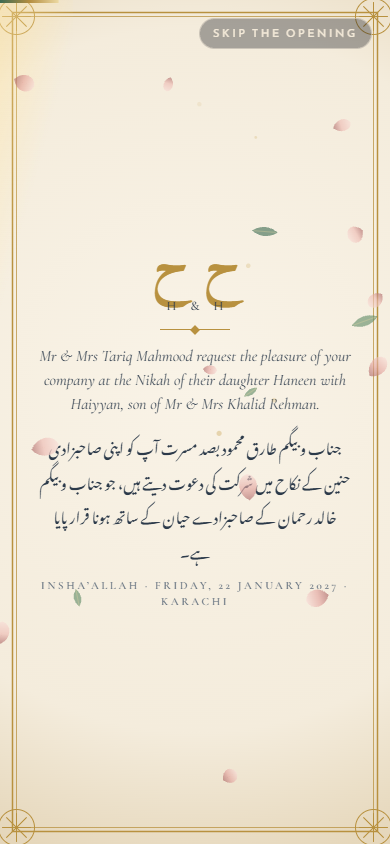 SKIP THE OPENING
ح ح
H & H
Mr & Mrs Tariq Mahmood request the pleasure of your
company at the Nikah of their daughter Haneen with
Haiyyan, son of Mr & Mrs Khalid Rehman.
جناب و بیگم طارق محمود بصد مسرت آپ کو اپنی صاحبزادی
حنین کے نکاح میں شرکت کی دعوت دیتے ہیں، جو جناب و بیگم
خالد رحمان کے صاحبزادے حیان کے ساتھ ہونا قرار پایا
ہے۔
INSHA'ALLAH · FRIDAY, 22 JANUARY 2027 ·
KARACHI